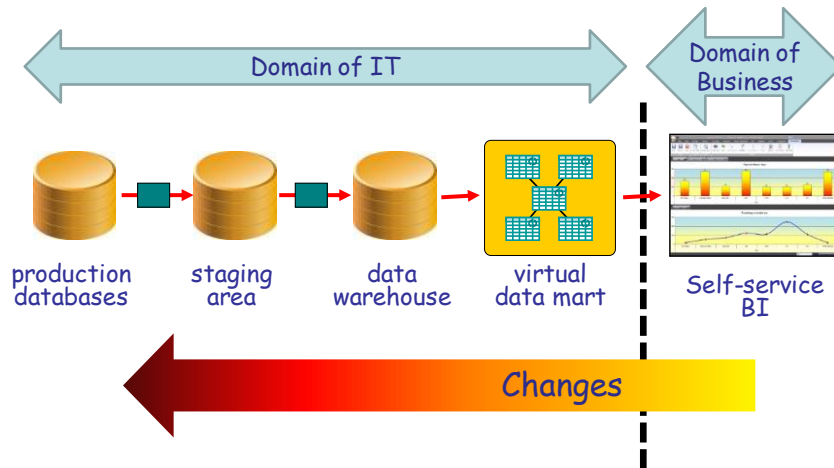 Domain of IT
Domain of
Business
production
databases
staging
area
data
warehouse
virtual
data mart
Self-service
BI
Changes